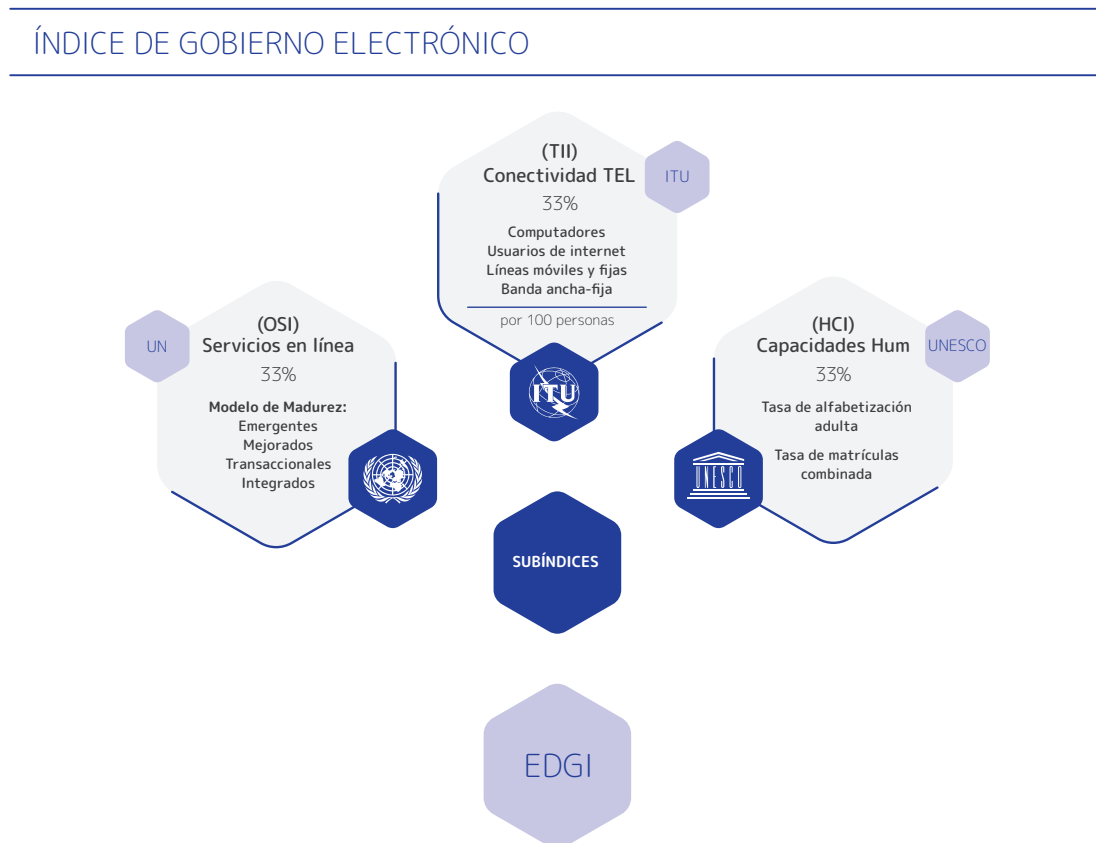 ÍNDICE DE GOBIERNO ELECTRÓNICO
(TII)
Conectividad TEL
33%
Computadores
Usuarios de internet
Líneas móviles y fijas
Banda ancha-fija
por 100 personas
ITU
ITU
UN
(OSI)
Servicios en línea
33%
Modelo de Madurez:
Emergentes
Mejorados
Transaccionales
Integrados
(HCI)
Capacidades Hum
33%
Tasa de alfabetización
adulta
Tasa de matrículas
combinada
UNESCO
UNESCO
SUBÍNDICES
EDGI